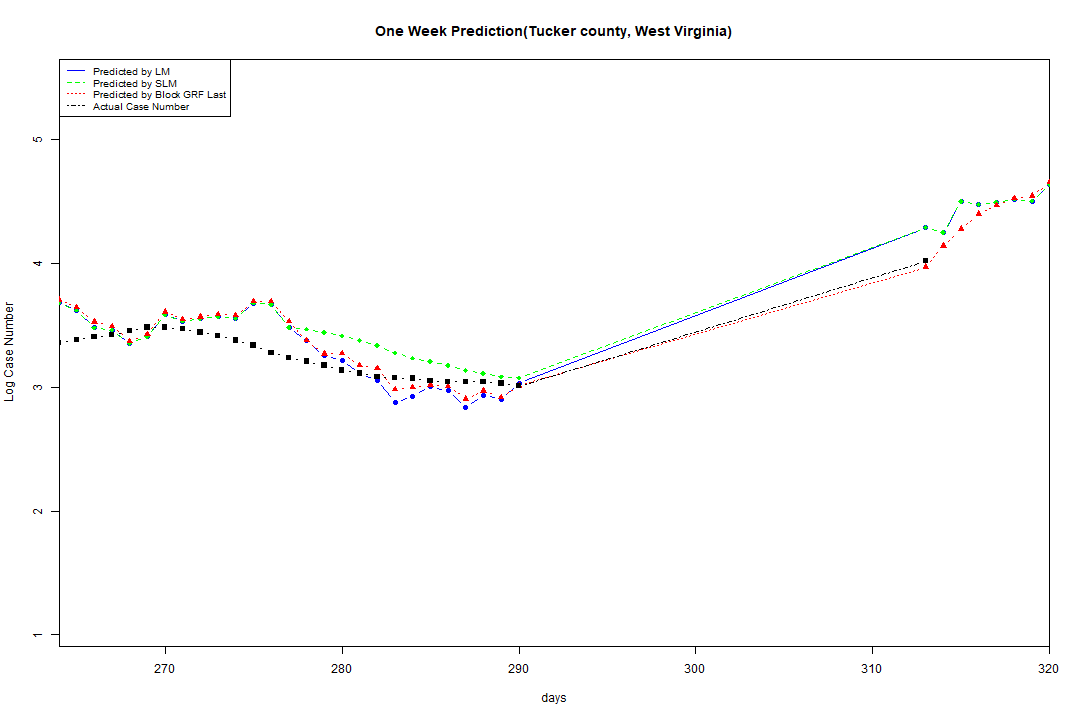 One Week Prediction(Tucker county, West Virginia)
Predicted by LM
Predicted by SLM
Predicted by Block GRF Last
Actual Case Number
5
4
3
2
1
Log Case Number
270 280 290 300 310 320
days